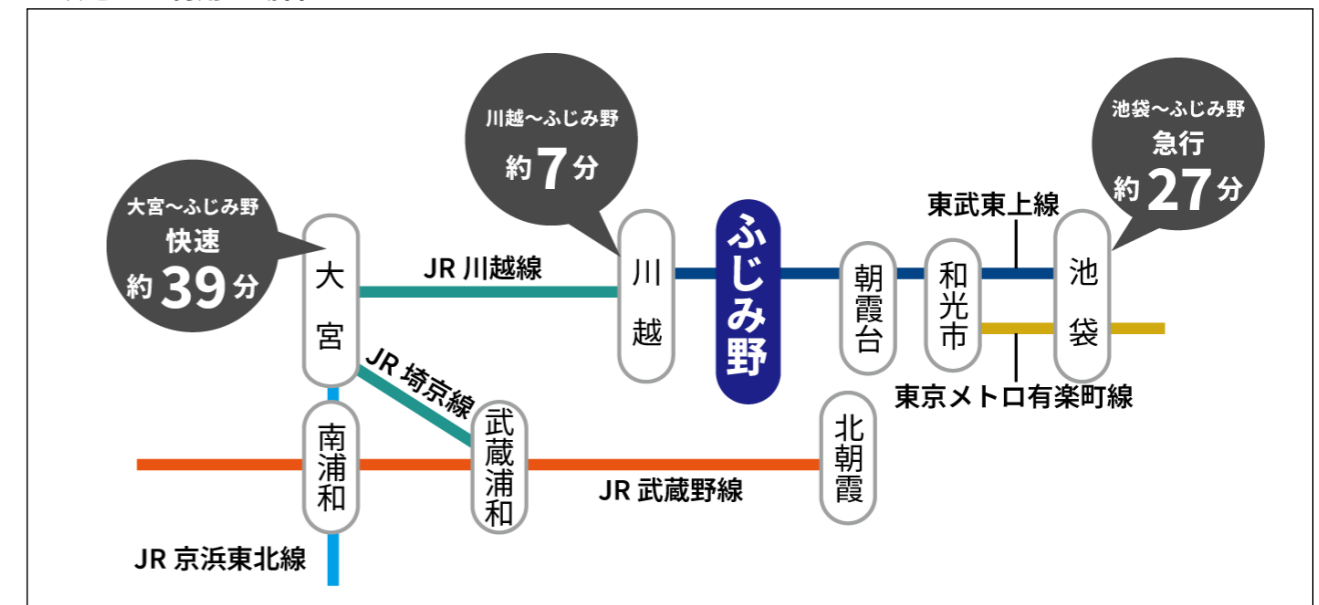 川越~ふじみ野
約7分
池袋~ふじみ野
急行
約27分
大宮~ふじみ野
快速
約39分
東武東上線
JR 川越線
大宮
川越
ふじみ野
朝霞台
和光市
池袋
JR 埼京線
東京メトロ有楽町線
南浦和
武蔵浦和
北朝霞
JR 武蔵野線
JR 京浜東北線